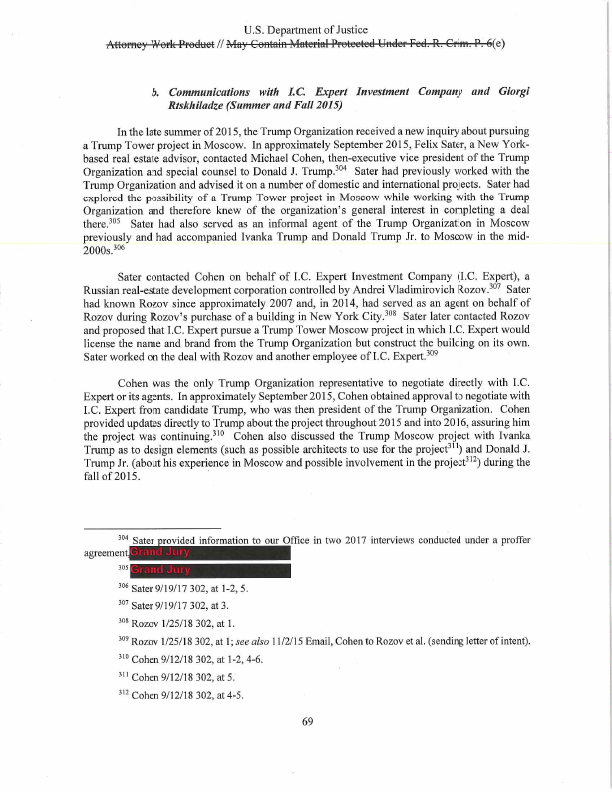 U.S. Department of Justice
Attorney Work Product // May Contain Material Protected Under Fed. R. Crim. P. 6(e)
b. Communications with I.C. Expert Investment Company and Giorgi
Rtskhiladze (Summer and Fall 2015)
In the late summer of 2015, the Trump Organization received a new inquiry about pursuing
a Trump Tower project in Moscow. In approximately September 2015, Felix Sater, a New York-
based real estate advisor, contacted Michael Cohen, then-executive vice president of the Trump
Organization and special counsel to Donald J. Trump.304 Sater had previously worked with the
Trump Organization and advised it on a number of domestic and international projects. Sater had
explored the possibility of a Trump Tower project in Moscow while working with the Trump
Organization and therefore knew of the organization's general interest in completing a deal
there.305 Sater had also served as an informal agent of the Trump Organization in Moscow
previously and had accompanied Ivanka Trump and Donald Trump Jr. to Moscow in the mid-
2000s.306
Sater contacted Cohen on behalf of I.C. Expert Investment Company (I.C. Expert), a
Russian real-estate development corporation controlled by Andrei Vladimirovich Rozov.307 Sater
had known Rozov since approximately 2007 and, in 2014, had served as an agent on behalf of
Rozov during Rozov's purchase of a building in New York City.308 Sater later contacted Rozov
and proposed that I.C. Expert pursue a Trump Tower Moscow project in which I.C. Expert would
license the name and brand from the Trump Organization but construct the building on its own.
Sater worked on the deal with Rozov and another employee of I.C. Expert.309
Cohen was the only Trump Organization representative to negotiate directly with I.C.
Expert or its agents. In approximately September 2015, Cohen obtained approval to negotiate with
I.C. Expert from candidate Trump, who was then president of the Trump Organization. Cohen
provided updates directly to Trump about the project throughout 2015 and into 2016, assuring him
the project was continuing.310 Cohen also discussed the Trump Moscow project with Ivanka
Trump as to design elements (such as possible architects to use for the project311) and Donald J.
Trump Jr. (about his experience in Moscow and possible involvement in the project312) during the
fall of 2015.
304 Sater provided information to our Office in two 2017 interviews conducted under a proffer
agreement. Grand Jury
305 Grand Jury
306 Sater 9/19/17 302, at 1-2, 5.
307 Sater 9/19/17 302, at 3.
308 Rozov 1/25/18 302, at 1.
309 Rozov 1/25/18 302, at 1; see also 11/2/15 Email, Cohen to Rozov et al. (sending letter of intent).
310 Cohen 9/12/18 302, at 1-2, 4-6.
311 Cohen 9/12/18 302, at 5.
312 Cohen 9/12/18 302, at 4-5.
69